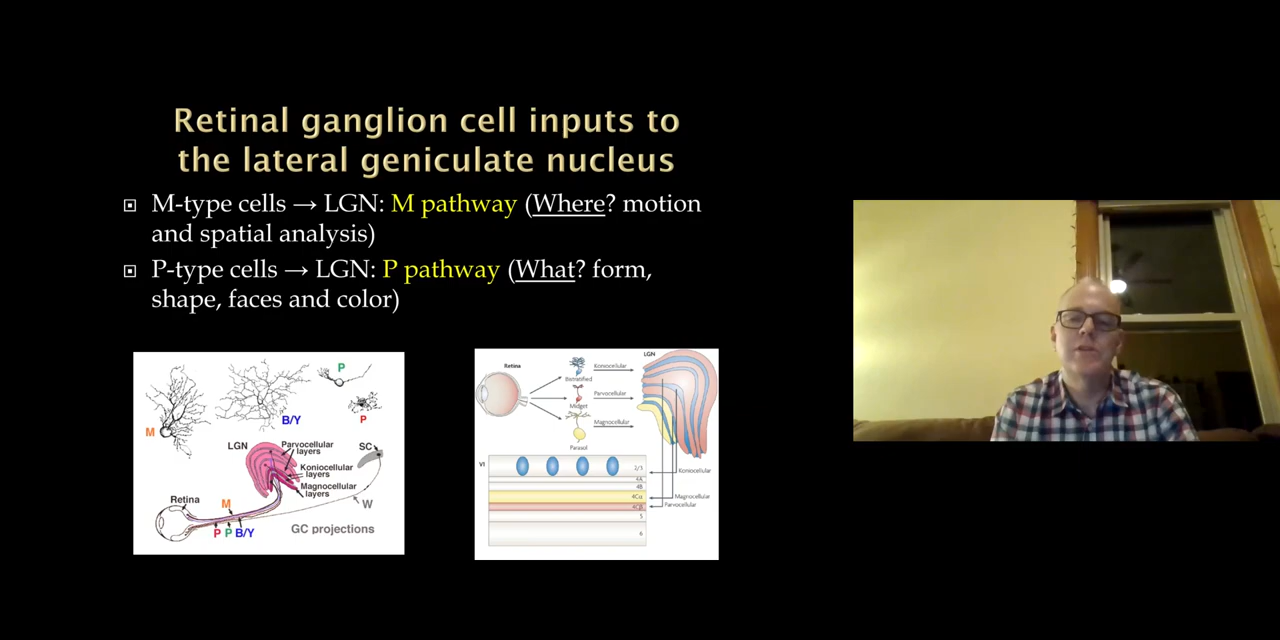 Retinal ganglion cell inputs to
the lateral geniculate nucleus
M-type cells → LGN: M pathway (Where? motion
and spatial analysis)
P-type cells → LGN: P pathway (What? form,
shape, faces and color)
P
B/Y
P
M
LGN
Parvocellular
layers
SC
Koniocellular
layers
Magnocellular
layers
Retina
M
W
P P B/Y
GC projections
LGN
Retina
Koniocellular
Bistratified
Parvocellular
Midget
Magnocellular
Parasol
V1
2/3
Koniocellular
4A
4B
4Cα
Magnocellular
4Cβ
Parvocellular
5
6